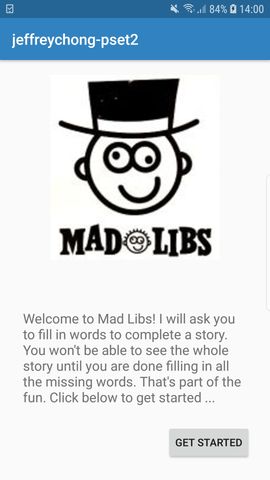 84% 14:00
jeffreychong-pset2
MAD LIBS
Welcome to Mad Libs! I will ask you
to fill in words to complete a story.
You won't be able to see the whole
story until you are done filling in all
the missing words. That's part of the
fun. Click below to get started ...
GET STARTED